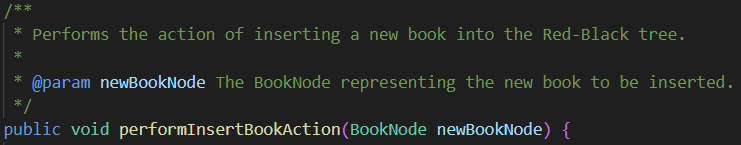 /**
* Performs the action of inserting a new book into the Red-Black tree.
*
* @param newBookNode The BookNode representing the new book to be inserted.
*/
public void performInsertBookAction(BookNode newBookNode) {